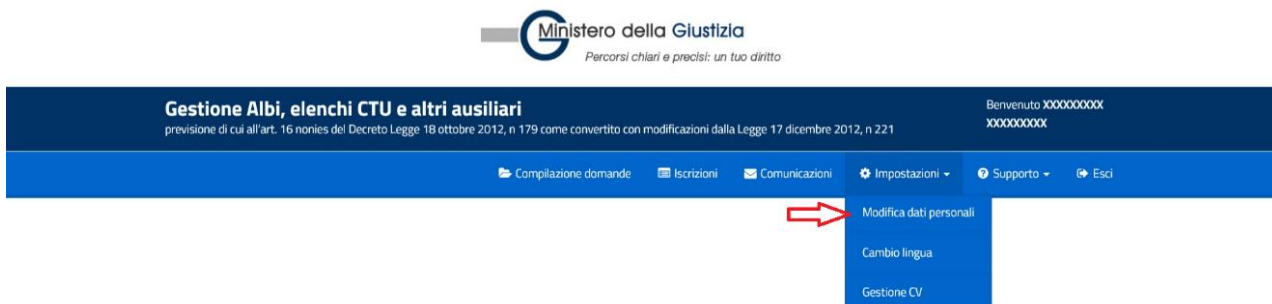 Ministero della Giustizia
Percorsi chiari e precisi: un tuo diritto
Gestione Albi, elenchi CTU e altri ausiliari
previsione di cui all'art. 16 nonies del Decreto Legge 18 ottobre 2012, n 179 come convertito con modificazioni dalla Legge 17 dicembre 2012, n 221
Benvenuto XXXXXXXXX
XXXXXXXXX
Compilazione domande Iscrizioni Comunicazioni Impostazioni Supporto Esci
Modifica dati personali
Cambio lingua
Gestione CV